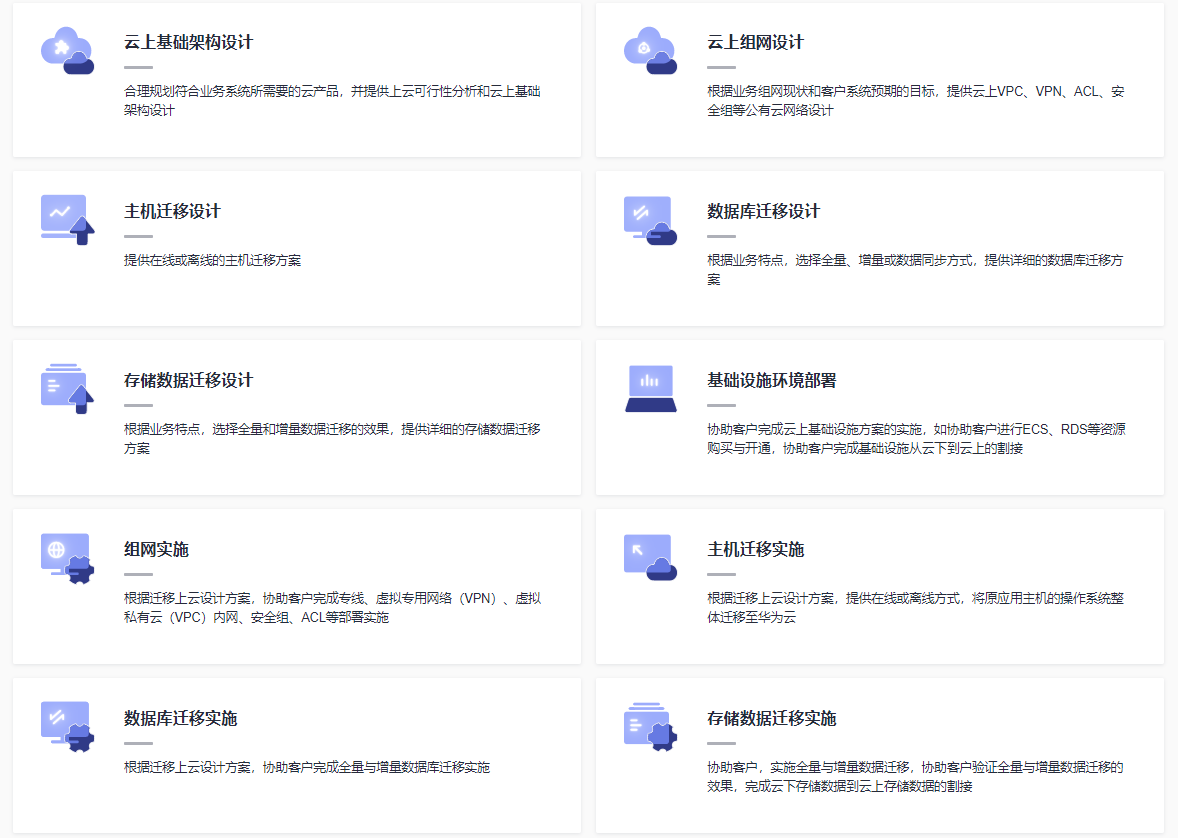 云上基础架构设计
合理规划符合业务系统所需要的云产品，并提供上云可行性分析和云上基础
架构设计
云上组网设计
根据业务组网现状和客户系统预期的目标，提供云上VPC、VPN、ACL、安
全组等公有云网络设计
主机迁移设计
提供在线或离线的主机迁移方案
数据库迁移设计
根据业务特点，选择全量、增量或数据同步方式，提供详细的数据库迁移方
案
存储数据迁移设计
根据业务特点，选择全量和增量数据迁移的效果，提供详细的存储数据迁移
方案
基础设施环境部署
协助客户完成云上基础设施方案的实施，如协助客户进行ECS、RDS等资源
购买与开通，协助客户完成基础设施从云下到云上的割接
组网实施
根据迁移上云设计方案，协助客户完成专线、虚拟专用网络（VPN）、虚拟
私有云（VPC）内网、安全组、ACL等部署实施
主机迁移实施
根据迁移上云设计方案，提供在线或离线方式，将原应用主机的操作系统整
体迁移至华为云
数据库迁移实施
根据迁移上云设计方案，协助客户完成全量与增量数据库迁移实施
存储数据迁移实施
协助客户，实施全量与增量数据迁移，协助客户验证全量与增量数据迁移的
效果，完成云下存储数据到云上存储数据的割接